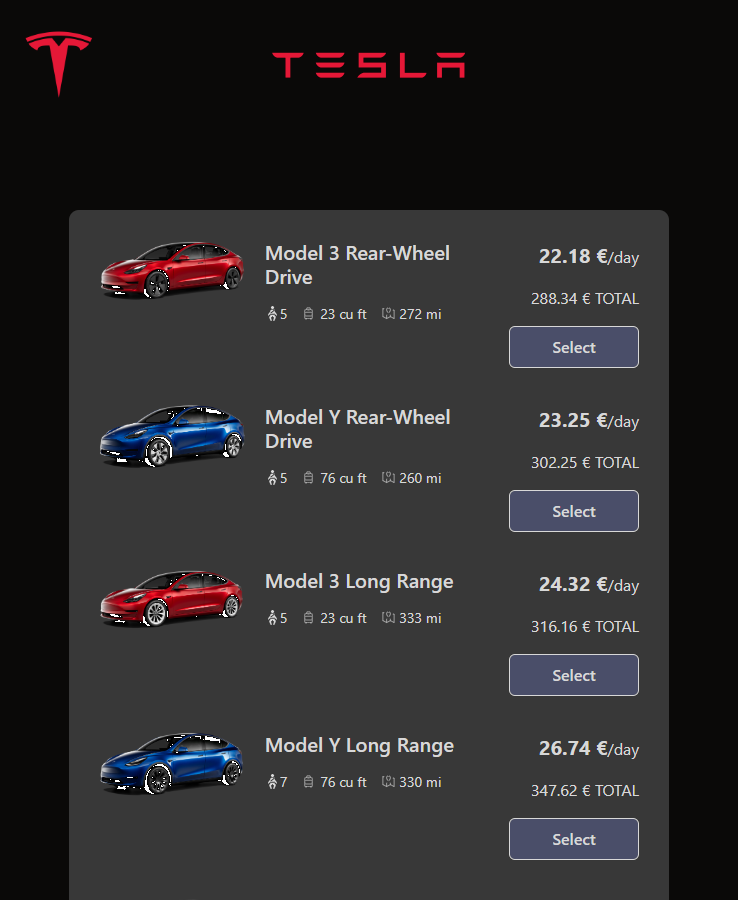 TESLA
Model 3 Rear-Wheel
Drive
5 23 cu ft 272 mi
22.18 €/day
288.34 € TOTAL
Select
Model Y Rear-Wheel
Drive
5 76 cu ft 260 mi
23.25 €/day
302.25 € TOTAL
Select
Model 3 Long Range
5 23 cu ft 333 mi
24.32 €/day
316.16 € TOTAL
Select
Model Y Long Range
7 76 cu ft 330 mi
26.74 €/day
347.62 € TOTAL
Select